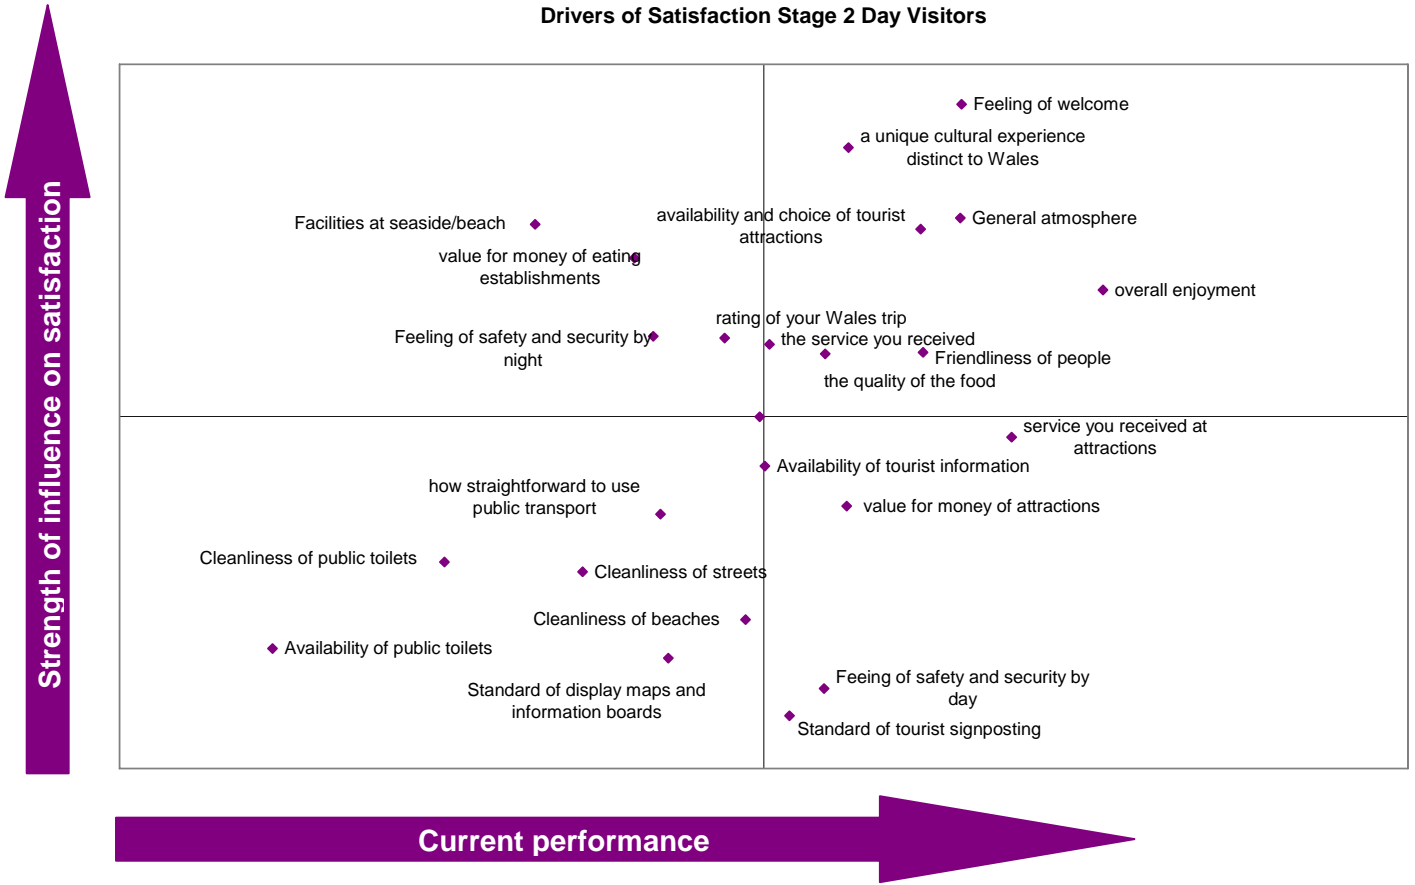 Drivers of Satisfaction Stage 2 Day Visitors
Strength of influence on satisfaction
Feeling of welcome
a unique cultural experience
distinct to Wales
Facilities at seaside/beach
availability and choice of tourist
attractions
General atmosphere
value for money of eating
establishments
overall enjoyment
rating of your Wales trip
Feeling of safety and security by
night
the service you received
Friendliness of people
the quality of the food
service you received at
attractions
Availability of tourist information
how straightforward to use
public transport
value for money of attractions
Cleanliness of public toilets
Cleanliness of streets
Cleanliness of beaches
Availability of public toilets
Standard of display maps and
information boards
Feeing of safety and security by
day
Standard of tourist signposting
Current performance